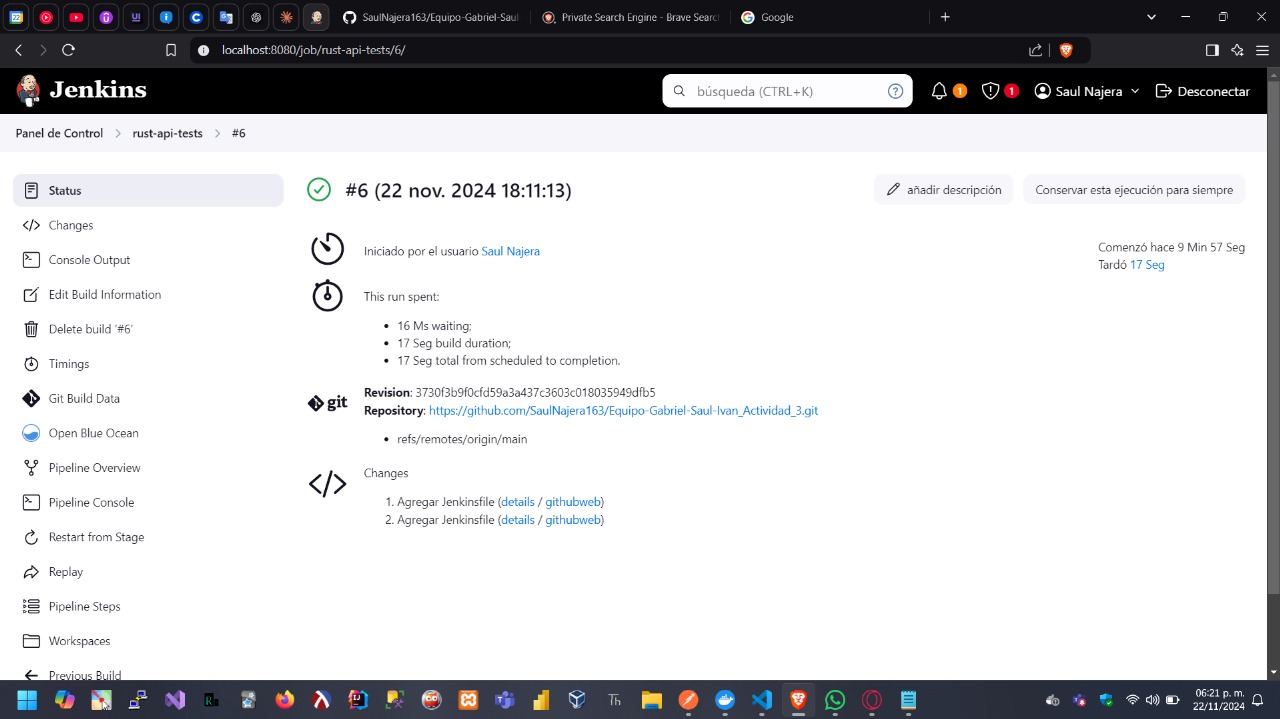 SaulNajera163/Equipo-Gabriel-Saul
Private Search Engine - Brave Searc
Google
localhost:8080/job/rust-api-tests/6/
Jenkins
búsqueda (CTRL+K)
1
1
Saul Najera
Desconectar
Panel de Control
rust-api-tests
#6
Status
Changes
Console Output
Edit Build Information
Delete build '#6'
Timings
Git Build Data
Open Blue Ocean
Pipeline Overview
Pipeline Console
Restart from Stage
Replay
Pipeline Steps
Workspaces
Previous Build
#6 (22 nov. 2024 18:11:13)
añadir descripción
Conservar esta ejecución para siempre
Iniciado por el usuario Saul Najera
Comenzó hace 9 Min 57 Seg
Tardó 17 Seg
This run spent:
16 Ms waiting;
17 Seg build duration;
17 Seg total from scheduled to completion.
git
Revision: 3730f3b9f0cfd59a3a437c3603c018035949dfb5
Repository: https://github.com/SaulNajera163/Equipo-Gabriel-Saul-Ivan_Actividad_3.git
refs/remotes/origin/main
Changes
1. Agregar Jenkinsfile (details / githubweb)
2. Agregar Jenkinsfile (details / githubweb)
06:21 p. m.
22/11/2024